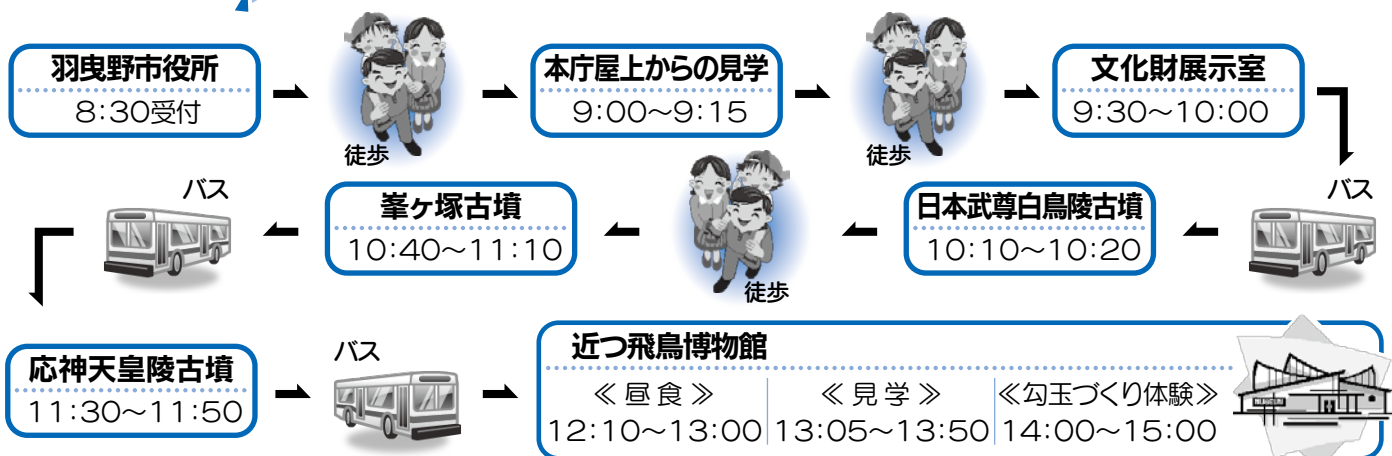 羽曳野市役所
8:30受付
徒歩
本庁屋上からの見学
9:00～9:15
徒歩
文化財展示室
9:30～10:00
バス
日本武尊白鳥陵古墳
10:10～10:20
徒歩
峯ヶ塚古墳
10:40～11:10
バス
応神天皇陵古墳
11:30～11:50
バス
近つ飛鳥博物館
≪昼食≫
12:10～13:00
≪見学≫
13:05～13:50
≪勾玉づくり体験≫
14:00～15:00